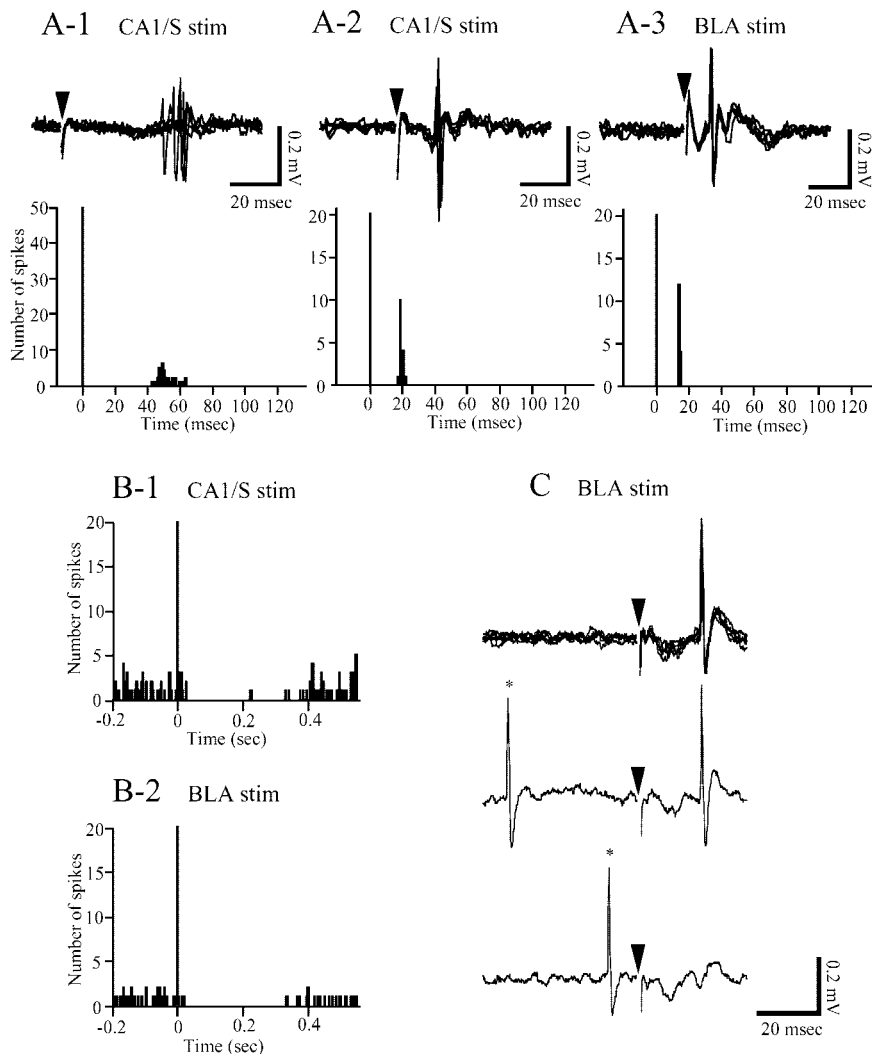 A-1 CA1/S stim
A-2 CA1/S stim
A-3 BLA stim
0.2 mV
20 msec
0.2 mV
20 msec
0.2 mV
20 msec
Number of spikes
50
40
30
20
10
0
0 20 40 60 80 100 120
Time (msec)
20
15
10
5
0
0 20 40 60 80 100 120
Time (msec)
20
15
10
5
0
0 20 40 60 80 100 120
Time (msec)
B-1 CA1/S stim
Number of spikes
20
15
10
5
0
-0.2 0 0.2 0.4
Time (sec)
B-2 BLA stim
Number of spikes
20
15
10
5
0
-0.2 0 0.2 0.4
Time (sec)
C BLA stim
*
*
0.2 mV
20 msec